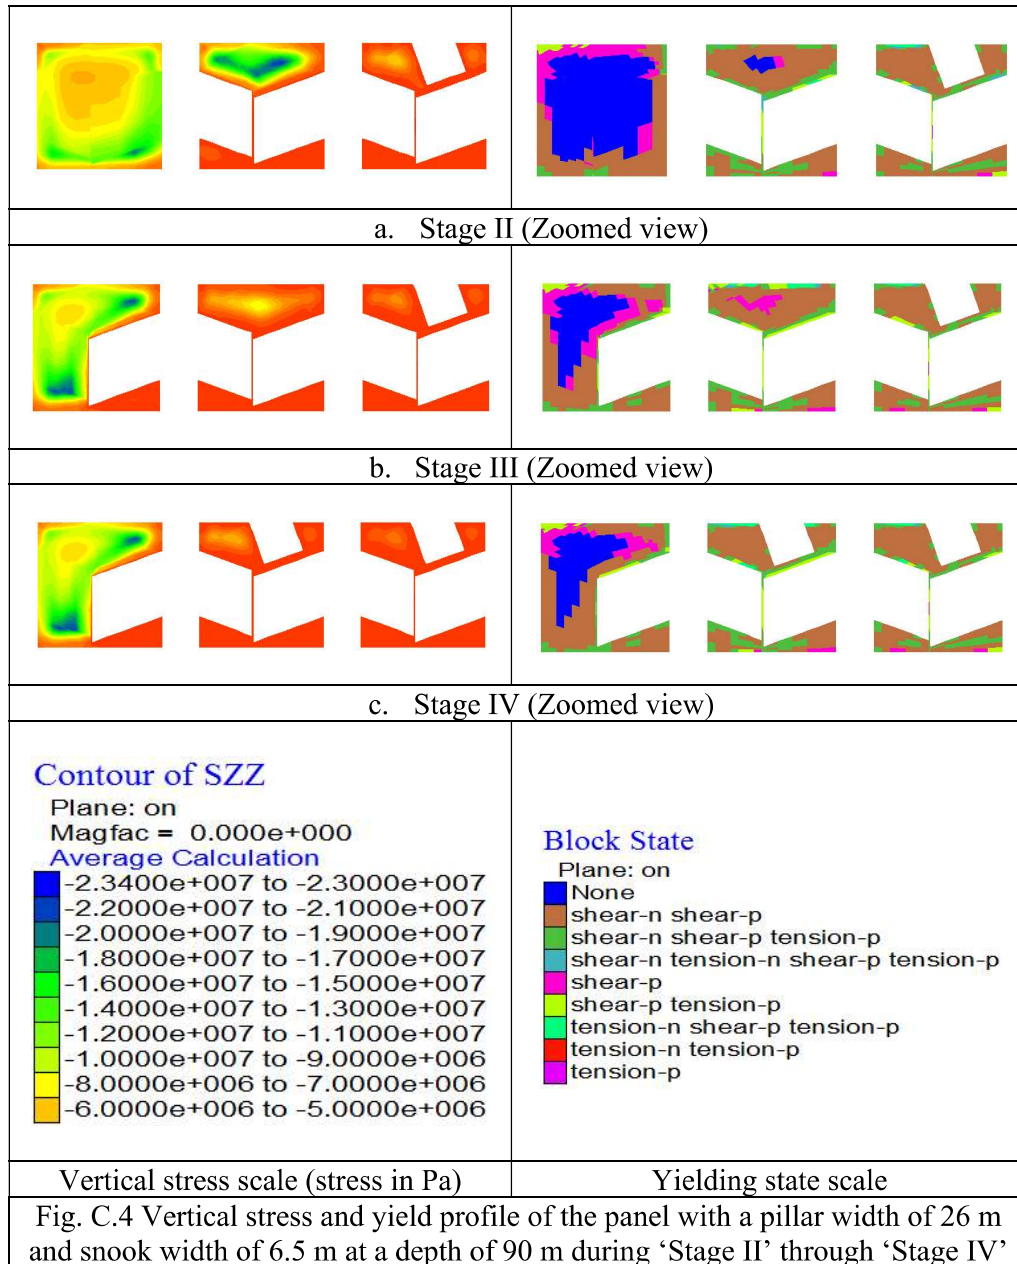 a. Stage II (Zoomed view)
b. Stage III (Zoomed view)
c. Stage IV (Zoomed view)
Contour of SZZ
Plane: on
Magfac = 0.000e+000
Average Calculation
-2.3400e+007 to -2.3000e+007
-2.2000e+007 to -2.1000e+007
-2.0000e+007 to -1.9000e+007
-1.8000e+007 to -1.7000e+007
-1.6000e+007 to -1.5000e+007
-1.4000e+007 to -1.3000e+007
-1.2000e+007 to -1.1000e+007
-1.0000e+007 to -9.0000e+006
-8.0000e+006 to -7.0000e+006
-6.0000e+006 to -5.0000e+006
Block State
Plane: on
None
shear-n shear-p
shear-n shear-p tension-p
shear-n tension-n shear-p tension-p
shear-p
shear-p tension-p
tension-n shear-p tension-p
tension-n tension-p
tension-p
Vertical stress scale (stress in Pa)
Yielding state scale
Fig. C.4 Vertical stress and yield profile of the panel with a pillar width of 26 m
and snook width of 6.5 m at a depth of 90 m during ‘Stage II’ through ‘Stage IV’